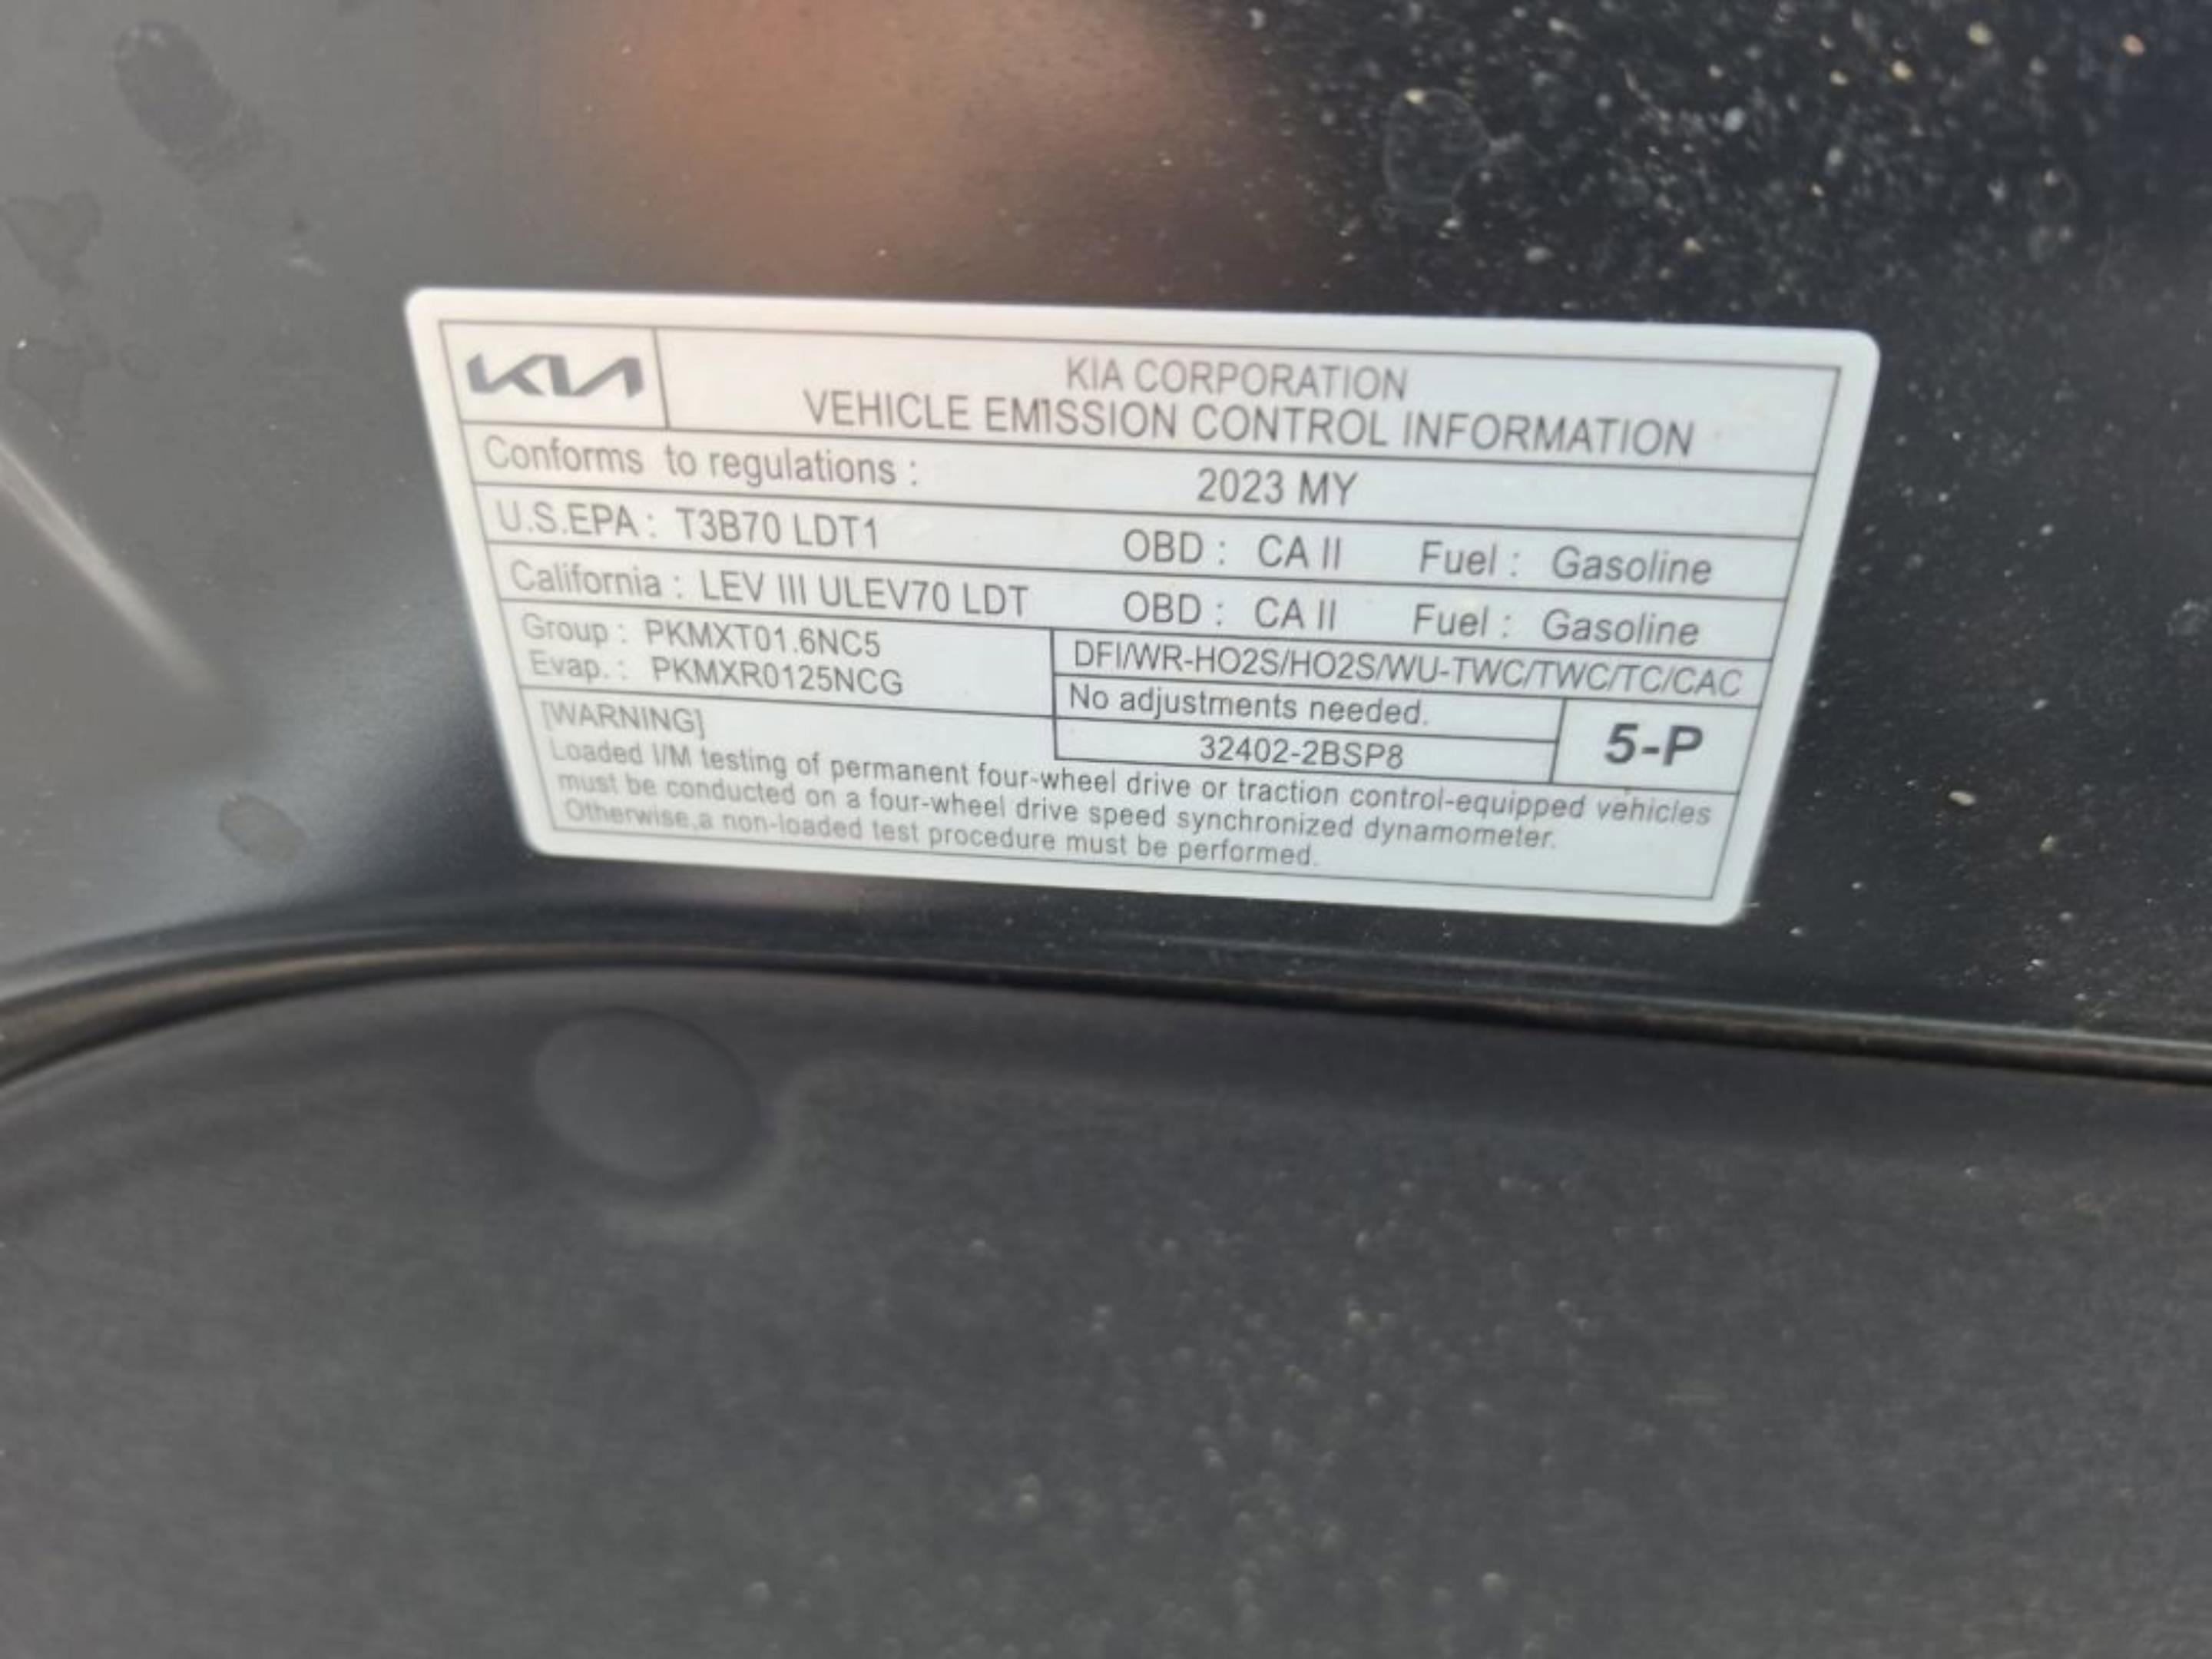 KIA
KIA CORPORATION
VEHICLE EMISSION CONTROL INFORMATION
Conforms to regulations : 2023 MY
U.S.EPA : T3B70 LDT1 OBD : CA II Fuel : Gasoline
California : LEV III ULEV70 LDT OBD : CA II Fuel : Gasoline
Group : PKMXT01.6NC5
Evap. : PKMXR0125NCG
DFI/WR-HO2S/HO2S/WU-TWC/TWC/TC/CAC
No adjustments needed.
32402-2BSP8
5-P
[WARNING]
Loaded I/M testing of permanent four-wheel drive or traction control-equipped vehicles
must be conducted on a four-wheel drive speed synchronized dynamometer.
Otherwise,a non-loaded test procedure must be performed.